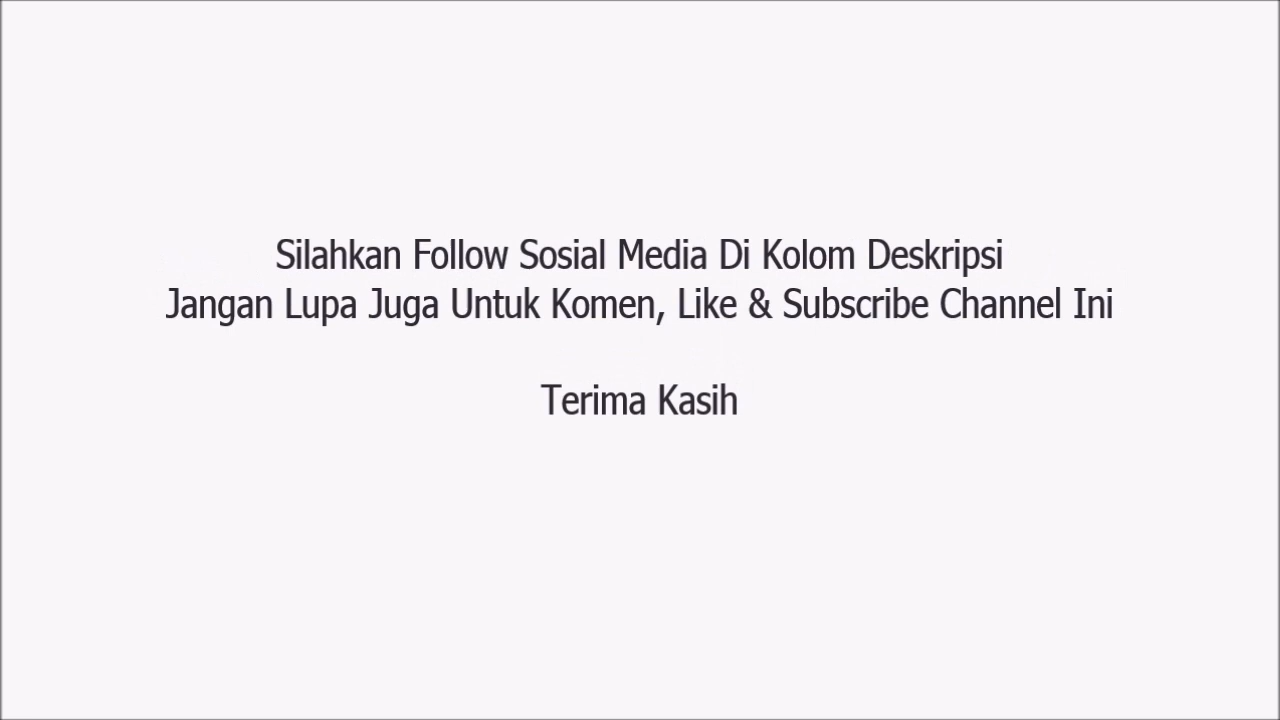 Silahkan Follow Sosial Media Di Kolom Deskripsi
Jangan Lupa Juga Untuk Komen, Like & Subscribe Channel Ini
Terima Kasih